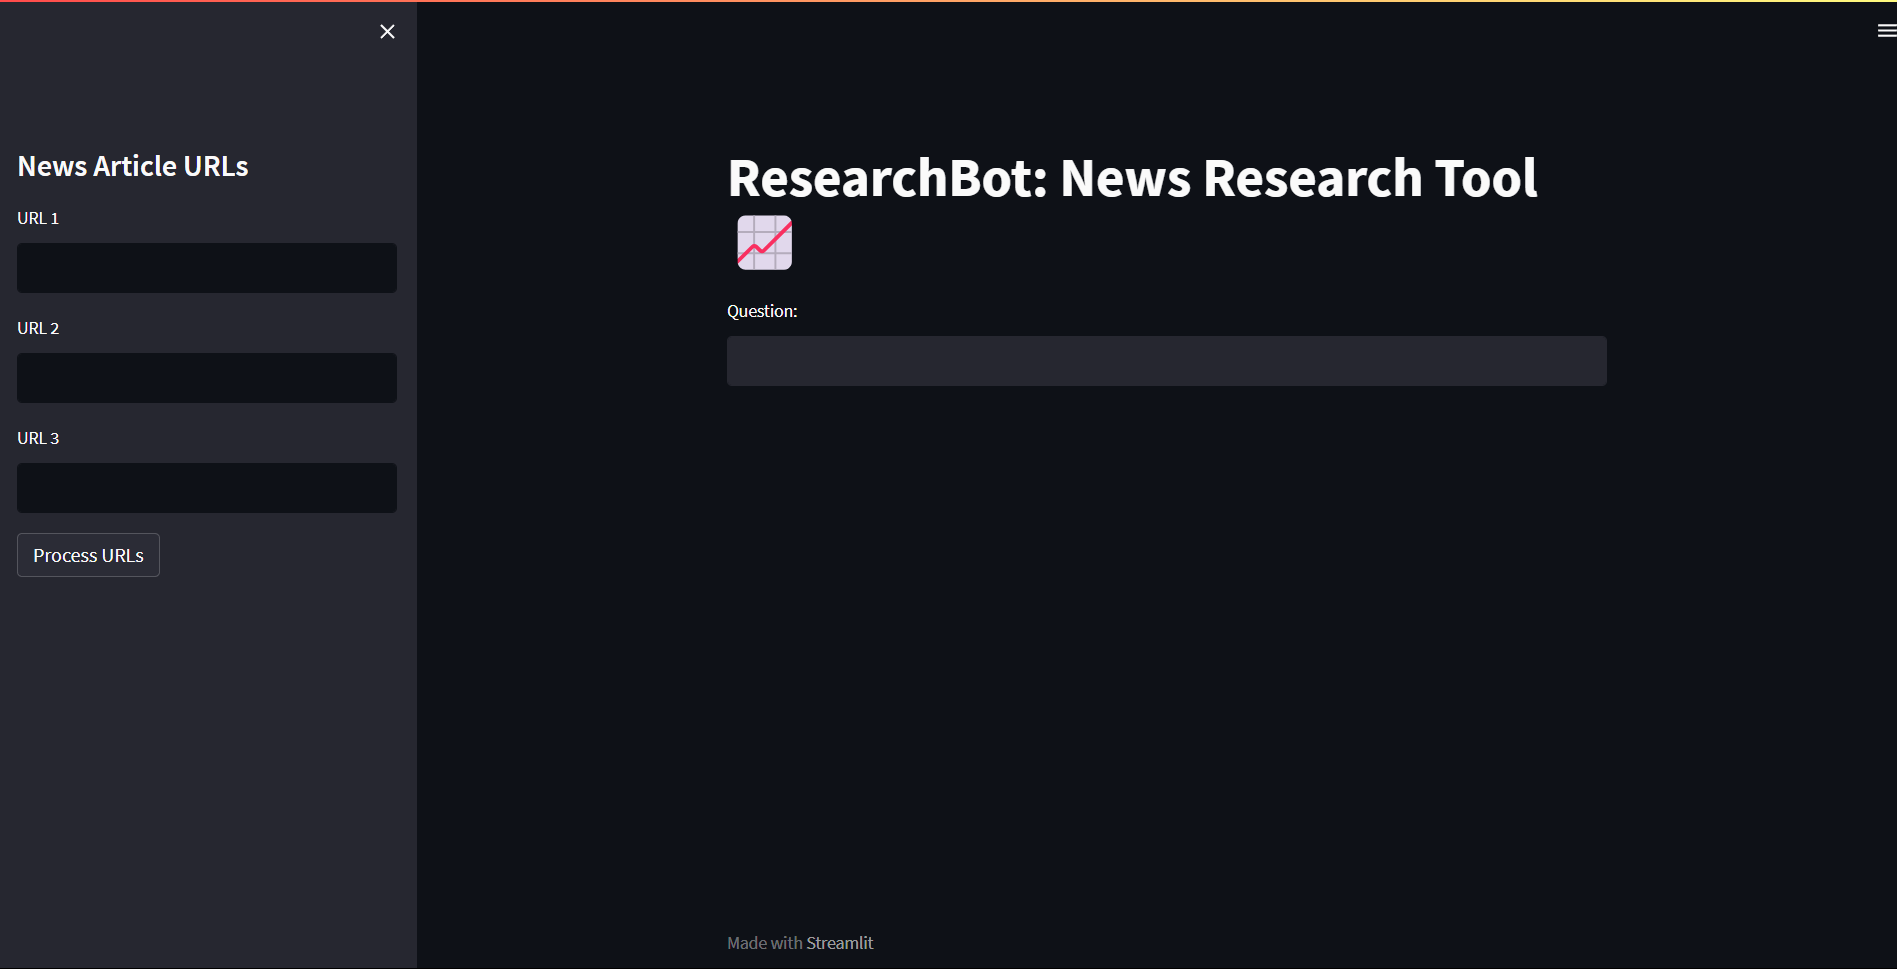 News Article URLs
URL 1
URL 2
URL 3
Process URLs
ResearchBot: News Research Tool
Question:
Made with Streamlit